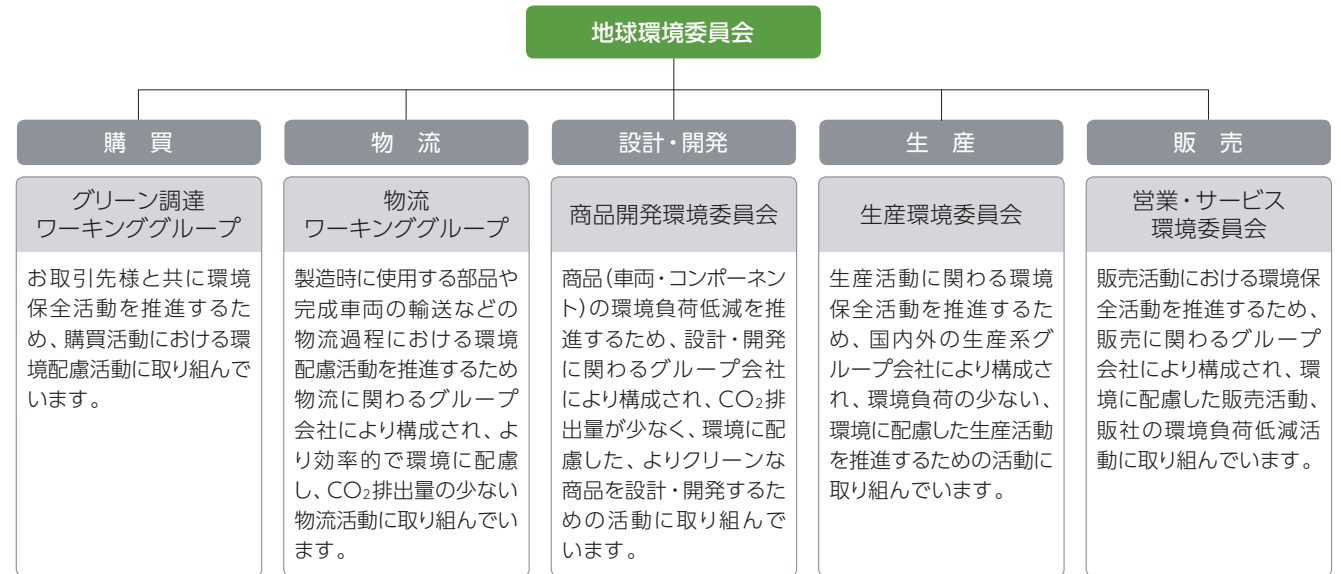 地球環境委員会
購　買
グリーン調達
ワーキンググループ
お取引先様と共に環境
保全活動を推進するた
め、購買活動における環
境配慮活動に取り組んで
います。
物　流
物流
ワーキンググループ
製造時に使用する部品や
完成車両の輸送などの
物流過程における環境
配慮活動を推進するため
物流に関わるグループ
会社により構成され、よ
り効率的で環境に配慮
し、CO₂排出量の少ない
物流活動に取り組んでい
ます。
設計・開発
商品開発環境委員会
商品(車両・コンポーネン
ト)の環境負荷低減を推
進するため、設計・開発
に関わるグループ会社
により構成され、CO₂排
出量が少なく、環境に配
慮した、よりクリーンな
商品を設計・開発するた
めの活動に取り組んで
います。
生　産
生産環境委員会
生産活動に関わる環境
保全活動を推進するた
め、国内外の生産系グ
ループ会社により構成さ
れ、環境負荷の少ない、
環境に配慮した生産活動
を推進するための活動に
取り組んでいます。
販　売
営業・サービス
環境委員会
販売活動における環境保
全活動を推進するため、
販売に関わるグループ
会社により構成され、環
境に配慮した販売活動、
販社の環境負荷低減活
動に取り組んでいます。